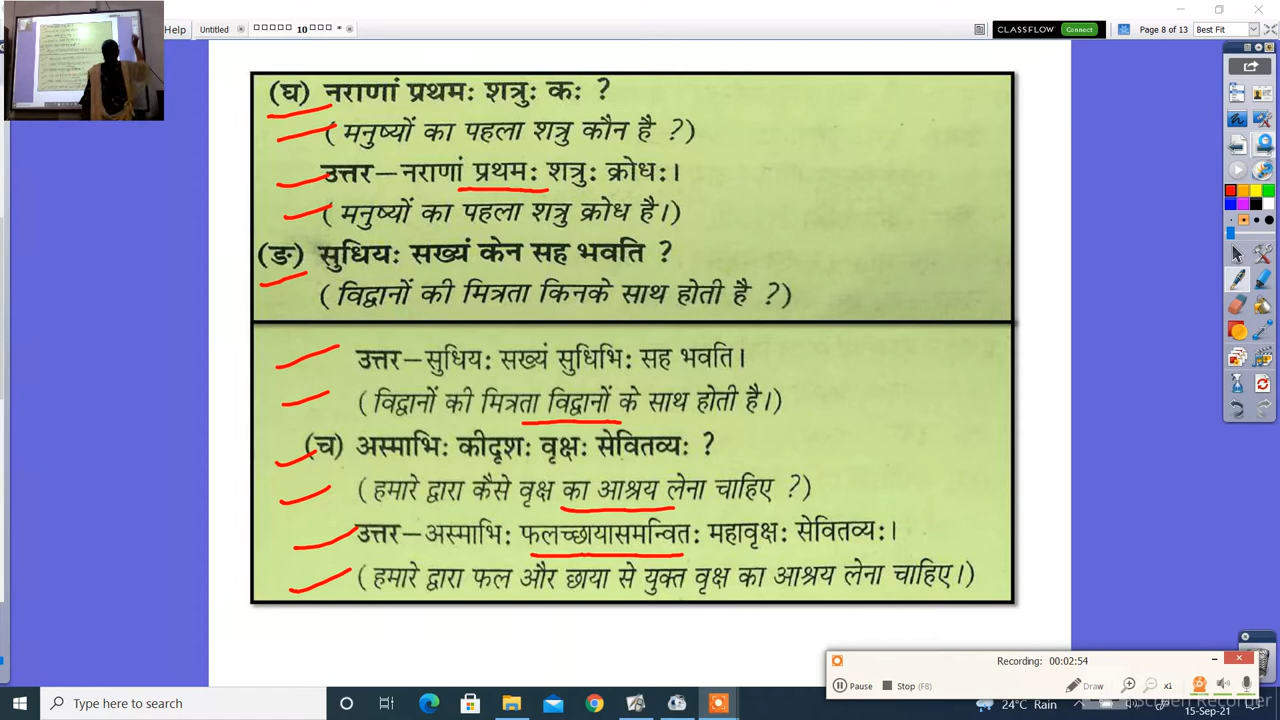 Help
Untitled
10
*
CLASSFLOW
Connect
Page 8 of 13
Best Fit
(घ) नराणां प्रथमः शत्रुः कः ?
( मनुष्यों का पहला शत्रु कौन है ?)
उत्तर–नराणां प्रथमः शत्रुः क्रोधः।
( मनुष्यों का पहला शत्रु क्रोध है।)
(ङ) सुधियः सख्यं केन सह भवति ?
( विद्वानों की मित्रता किनके साथ होती है ?)
उत्तर–सुधियः सख्यं सुधिभिः सह भवति।
( विद्वानों की मित्रता विद्वानों के साथ होती है।)
(च) अस्माभिः कीदृशः वृक्षः सेवितव्यः ?
( हमारे द्वारा कैसे वृक्ष का आश्रय लेना चाहिए ?)
उत्तर–अस्माभिः फलच्छायासमन्वितः महावृक्षः सेवितव्यः।
( हमारे द्वारा फल और छाया से युक्त वृक्ष का आश्रय लेना चाहिए।)
Recording: 00:02:54
Pause
Stop (F8)
Draw
x1
Type here to search
24°C Rain
15-Sep-21